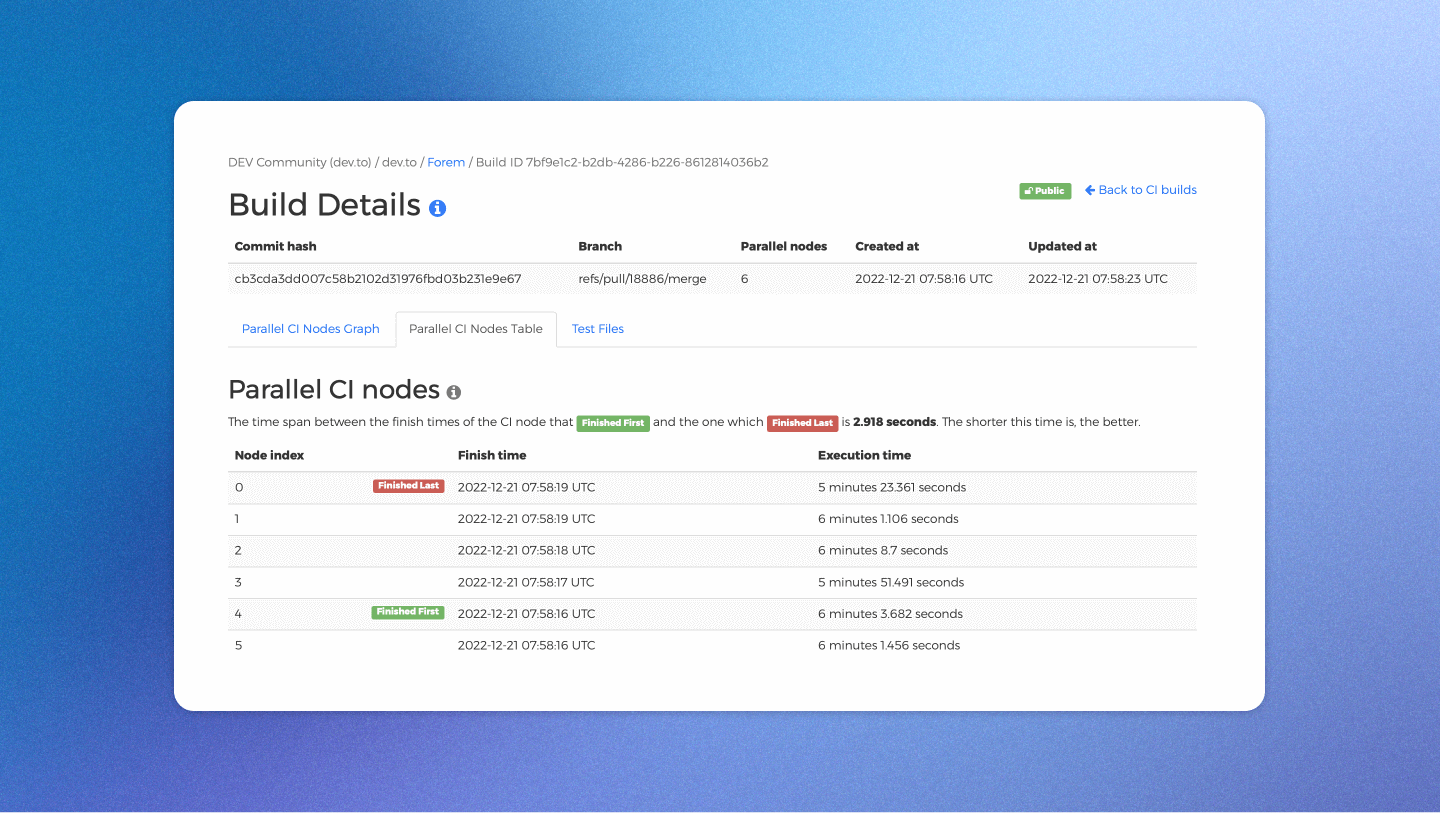 DEV Community (dev.to) / dev.to / Forem / Build ID 7bf9e1c2-b2db-4286-b226-8612814036b2
Build Details
Public Back to CI builds
Commit hash Branch Parallel nodes Created at Updated at
cb3cda3dd007c58b2102d31976fbd03b231e9e67 refs/pull/18886/merge 6 2022-12-21 07:58:16 UTC 2022-12-21 07:58:23 UTC
Parallel CI Nodes Graph Parallel CI Nodes Table Test Files
Parallel CI nodes
The time span between the finish times of the CI node that Finished First and the one which Finished Last is 2.918 seconds. The shorter this time is, the better.
Node index Finish time Execution time
0 Finished Last 2022-12-21 07:58:19 UTC 5 minutes 23.361 seconds
1 2022-12-21 07:58:19 UTC 6 minutes 1.106 seconds
2 2022-12-21 07:58:18 UTC 6 minutes 8.7 seconds
3 2022-12-21 07:58:17 UTC 5 minutes 51.491 seconds
4 Finished First 2022-12-21 07:58:16 UTC 6 minutes 3.682 seconds
5 2022-12-21 07:58:16 UTC 6 minutes 1.456 seconds